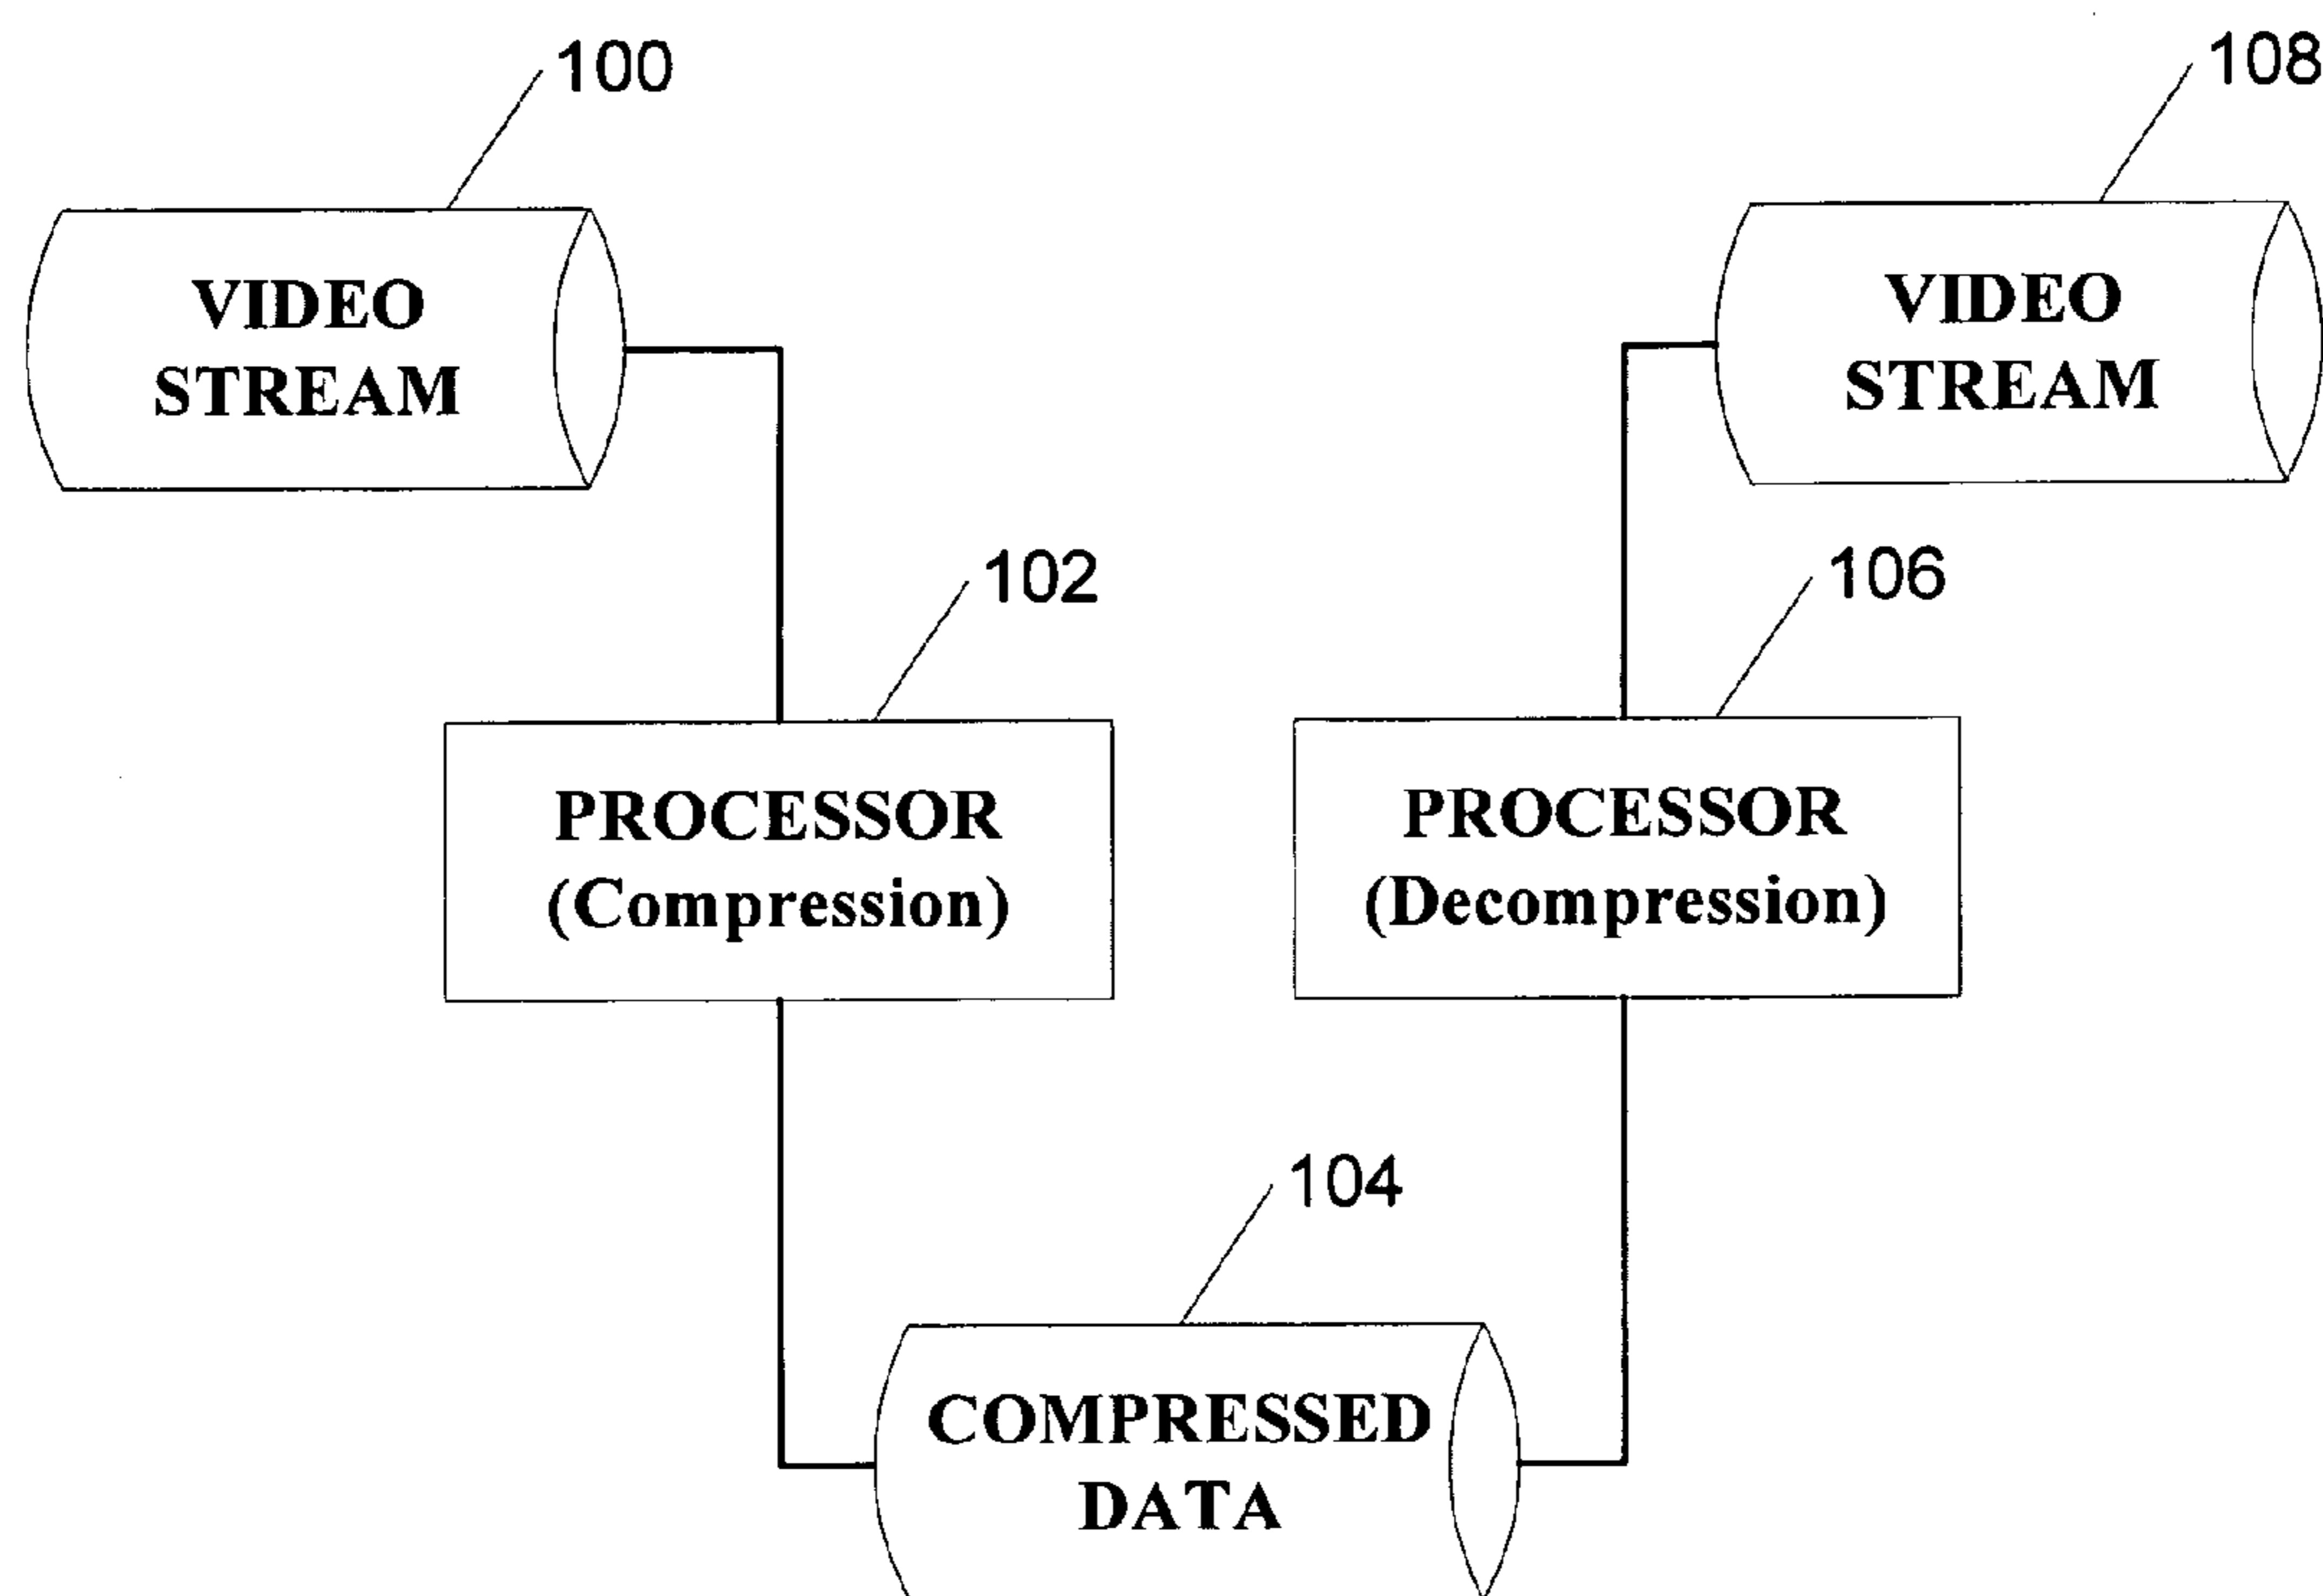 100
108
VIDEO
STREAM
VIDEO
STREAM
102
106
PROCESSOR
(Compression)
PROCESSOR
(Decompression)
104
COMPRESSED
DATA